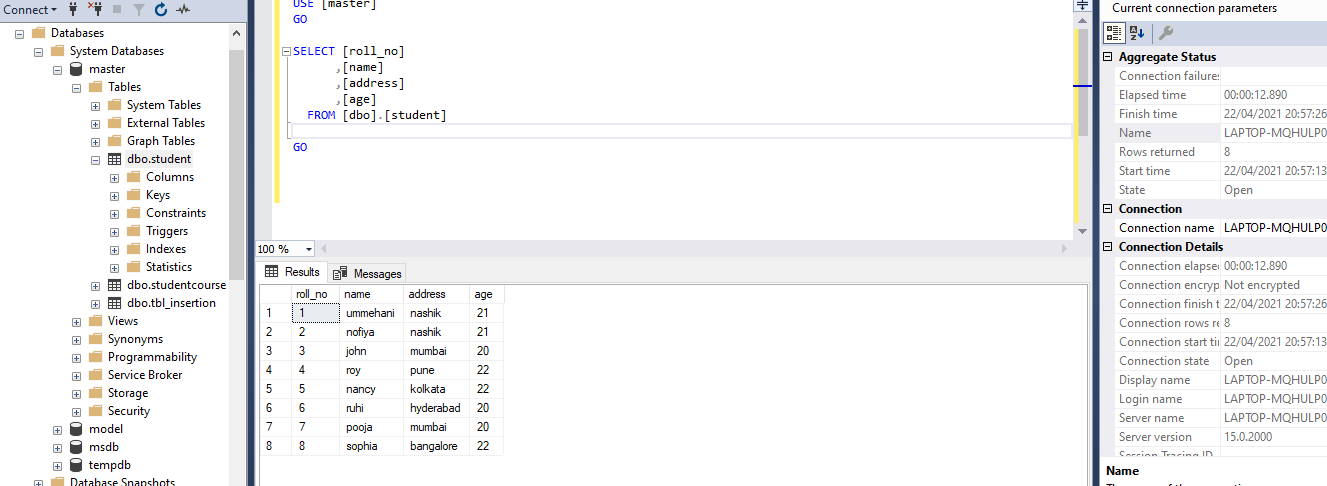 Connect
Databases
System Databases
master
Tables
System Tables
External Tables
Graph Tables
dbo.student
Columns
Keys
Constraints
Triggers
Indexes
Statistics
dbo.studentcourse
dbo.tbl_insertion
Views
Synonyms
Programmability
Service Broker
Storage
Security
model
msdb
tempdb
Database Snapshots
USE [master]
GO
SELECT [roll_no]
,[name]
,[address]
,[age]
FROM [dbo].[student]
GO
100 %
Results Messages
roll_no name address age
1 1 ummehani nashik 21
2 2 nofiya nashik 21
3 3 john mumbai 20
4 4 roy pune 22
5 5 nancy kolkata 22
6 6 ruhi hyderabad 20
7 7 pooja mumbai 20
8 8 sophia bangalore 22
Current connection parameters
Aggregate Status
Connection failures
Elapsed time 00:00:12.890
Finish time 22/04/2021 20:57:26
Name LAPTOP-MQHULP0
Rows returned 8
Start time 22/04/2021 20:57:13
State Open
Connection
Connection name LAPTOP-MQHULP0
Connection Details
Connection elapse 00:00:12.890
Connection encryp Not encrypted
Connection finish t 22/04/2021 20:57:26
Connection rows re 8
Connection start ti 22/04/2021 20:57:13
Connection state Open
Display name LAPTOP-MQHULP0
Login name LAPTOP-MQHULP0
Server name LAPTOP-MQHULP0
Server version 15.0.2000
Session Tracing ID
Name